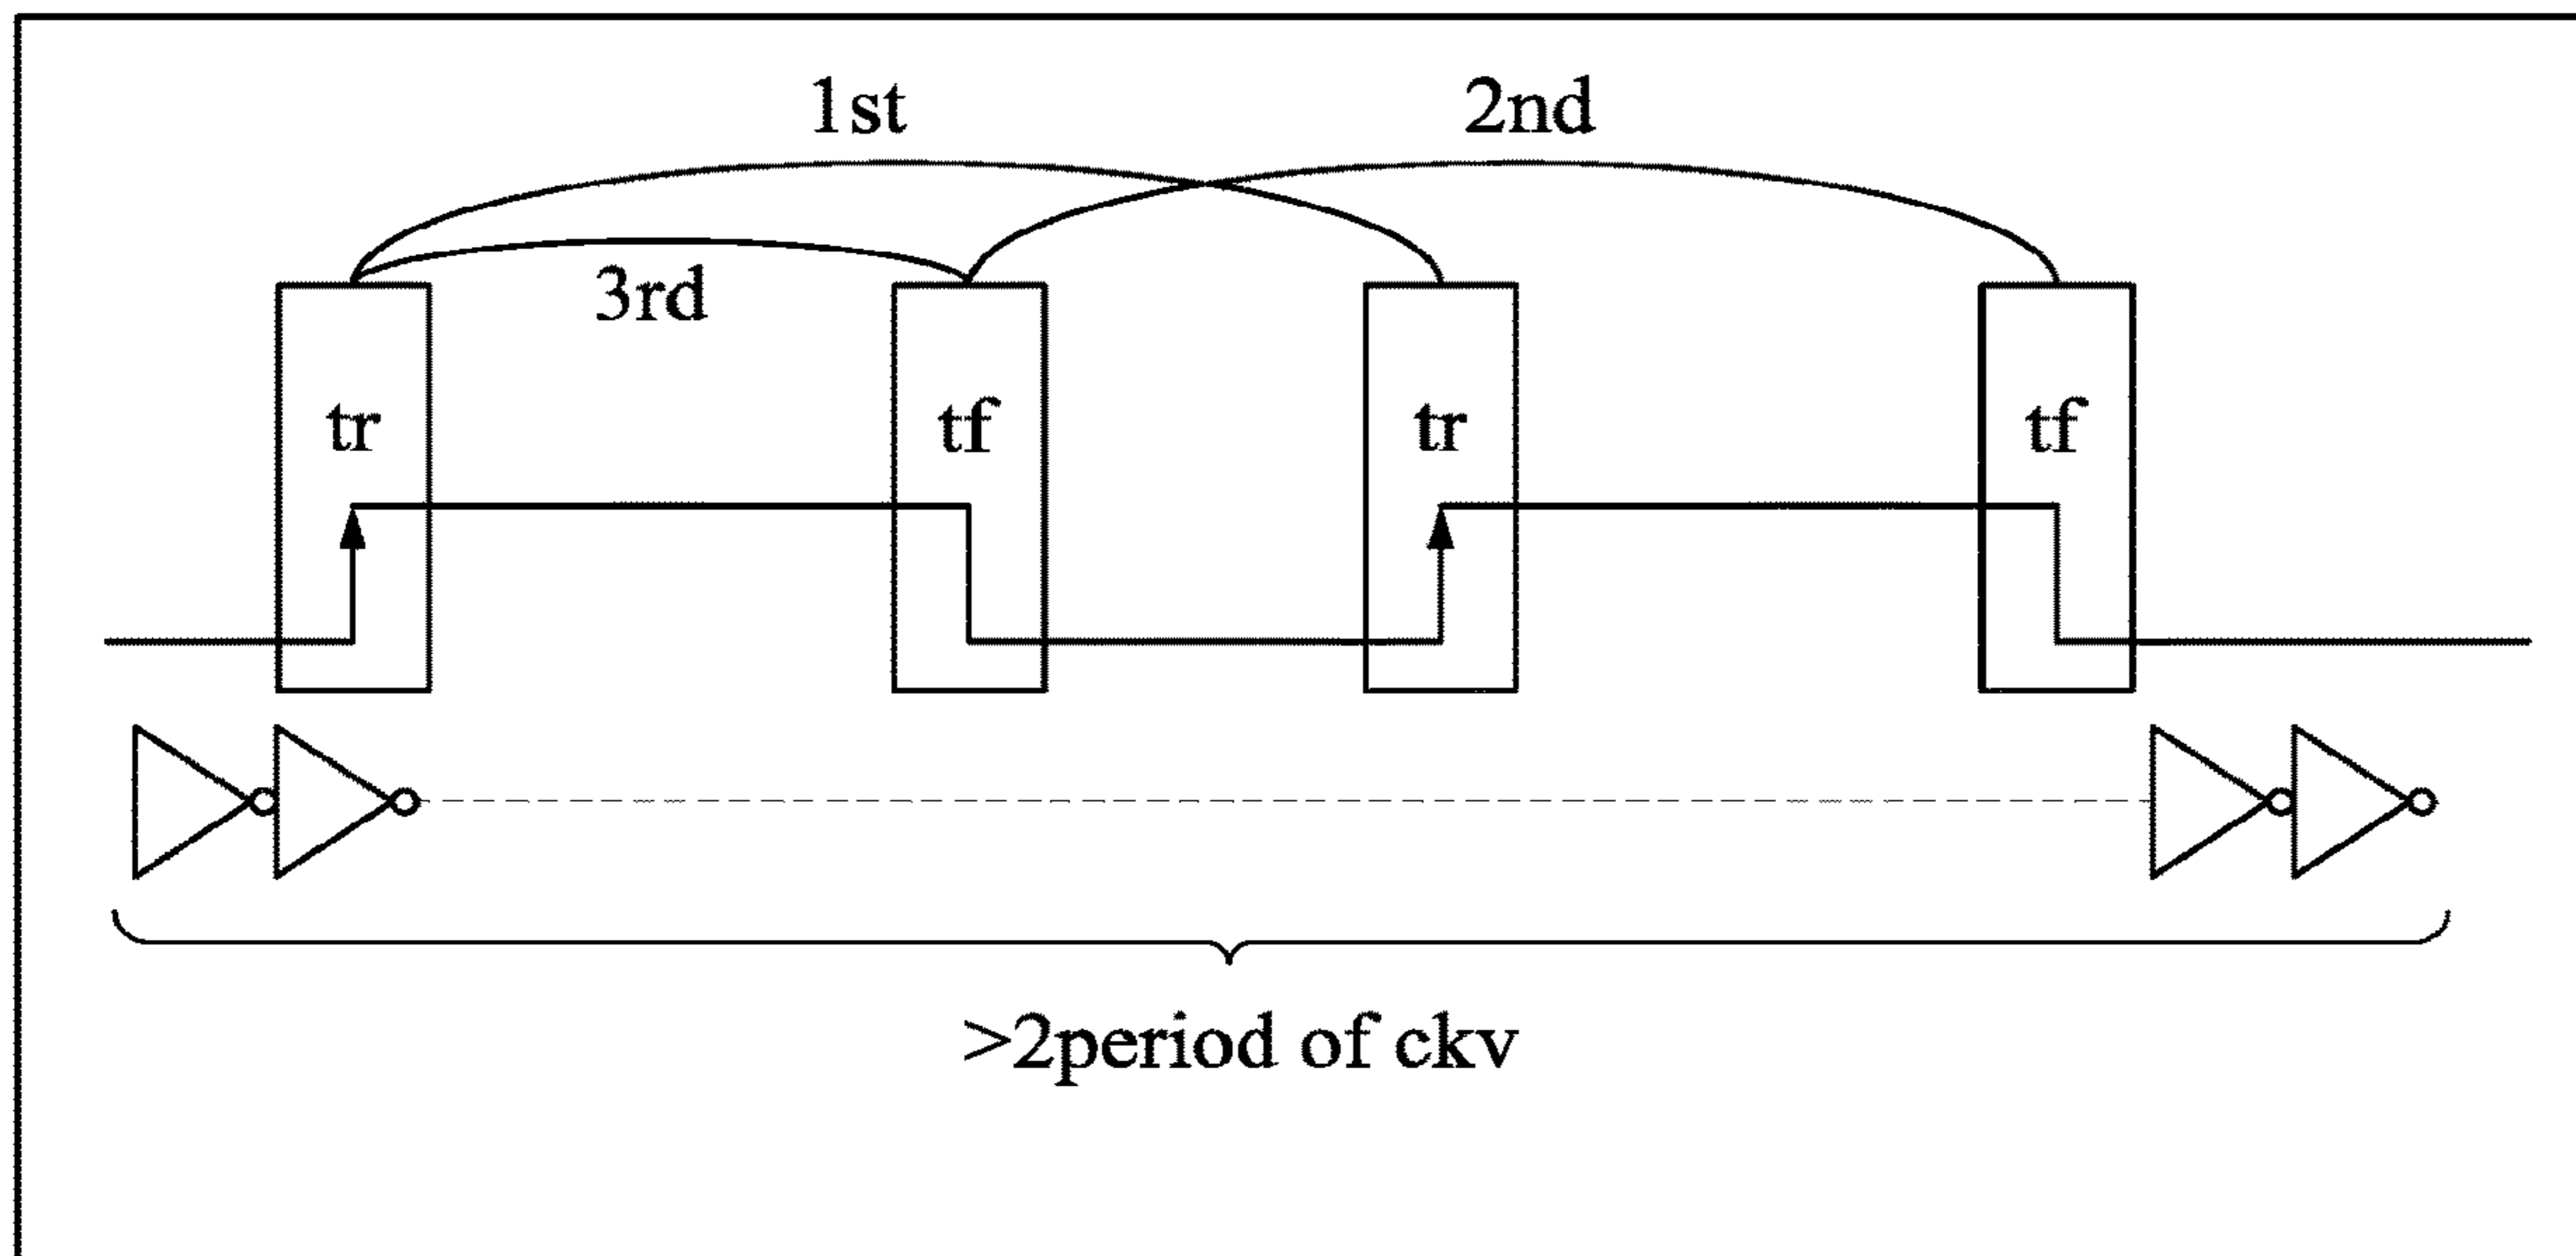 1st 2nd
3rd
tr tf tr tf
>2period of ckv